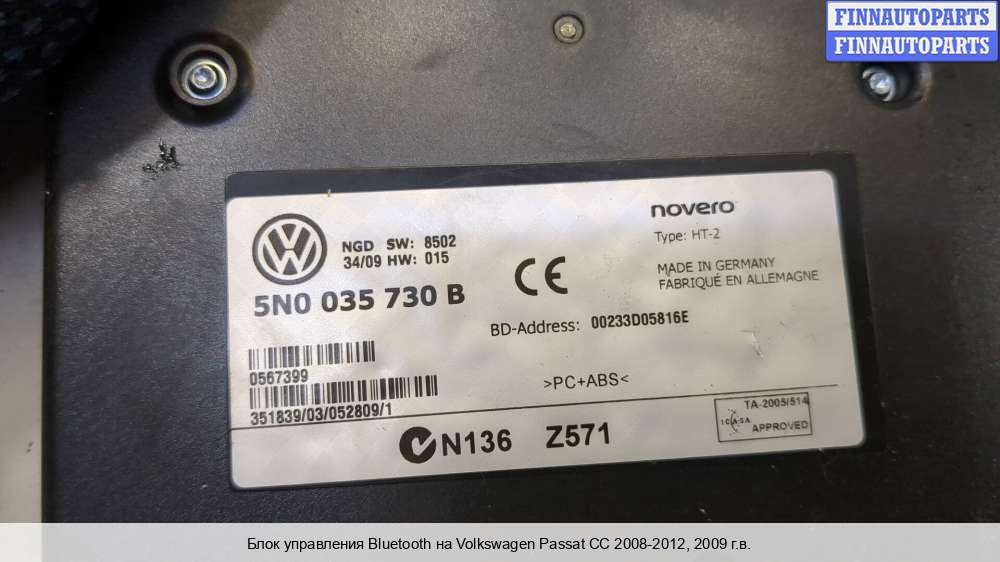 FINNAUTOPARTS
FINNAUTOPARTS
novero
Type: HT-2
NGD SW: 8502
34/09 HW: 015
5N0 035 730 B
CE
MADE IN GERMANY
FABRIQUÉ EN ALLEMAGNE
BD-Address: 00233D05816E
0567399
>PC+ABS<
351839/03/052809/1
N136 Z571
TA-2005/514
ICASA
APPROVED
Блок управления Bluetooth на Volkswagen Passat CC 2008-2012, 2009 г.в.